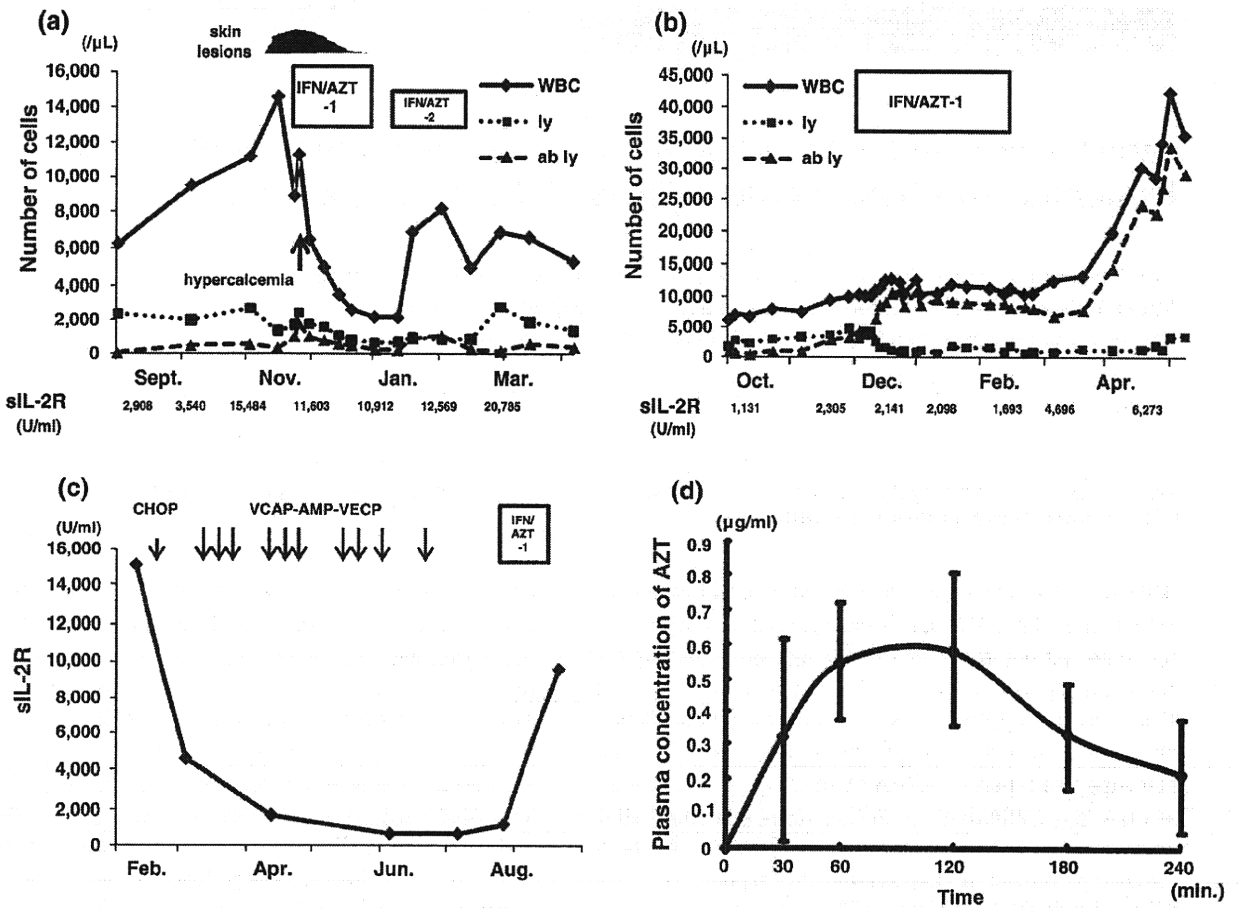 (a)
(/μL)
skin
lesions
16,000
14,000
12,000
10,000
8,000
6,000
4,000
2,000
0
Number of cells
IFN/AZT
-1
IFN/AZT
-2
WBC
ly
ab ly
hypercalcemia
Sept. Nov. Jan. Mar.
sIL-2R 2,908 3,540 15,484 11,603 10,912 12,569 20,785
(U/ml)
(b)
(/μL)
45,000
40,000
35,000
30,000
25,000
20,000
15,000
10,000
5,000
0
Number of cells
WBC
ly
ab ly
IFN/AZT-1
Oct. Dec. Feb. Apr.
sIL-2R 1,131 2,305 2,141 2,098 1,693 4,696 6,273
(U/ml)
(c)
CHOP VCAP-AMP-VECP
(U/ml)
IFN/
AZT
-1
16,000
14,000
12,000
10,000
8,000
6,000
4,000
2,000
0
sIL-2R
Feb. Apr. Jun. Aug.
(d)
(μg/ml)
0.9
0.8
0.7
0.6
0.5
0.4
0.3
0.2
0.1
0
Plasma concentration of AZT
0 30 60 120 180 240
Time (min.)